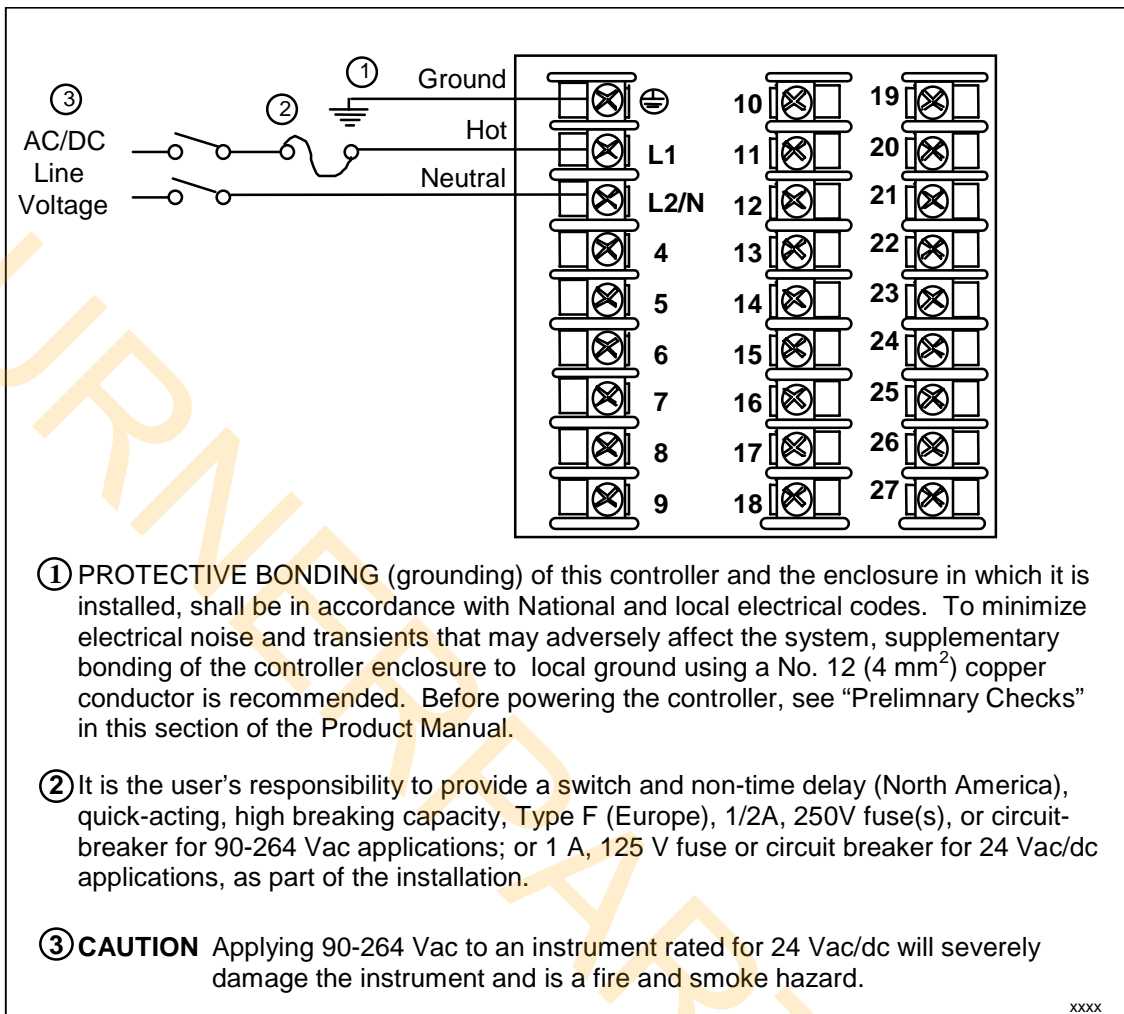 1 Ground
3 2 Hot
AC/DC
Line
Voltage
Neutral
L1
L2/N
4
5
6
7
8
9
10
11
12
13
14
15
16
17
18
19
20
21
22
23
24
25
26
27
1 PROTECTIVE BONDING (grounding) of this controller and the enclosure in which it is
installed, shall be in accordance with National and local electrical codes. To minimize
electrical noise and transients that may adversely affect the system, supplementary
bonding of the controller enclosure to local ground using a No. 12 (4 mm²) copper
conductor is recommended. Before powering the controller, see “Prelimnary Checks”
in this section of the Product Manual.
2 It is the user’s responsibility to provide a switch and non-time delay (North America),
quick-acting, high breaking capacity, Type F (Europe), 1/2A, 250V fuse(s), or circuit-
breaker for 90-264 Vac applications; or 1 A, 125 V fuse or circuit breaker for 24 Vac/dc
applications, as part of the installation.
3 CAUTION Applying 90-264 Vac to an instrument rated for 24 Vac/dc will severely
damage the instrument and is a fire and smoke hazard.
xxxx